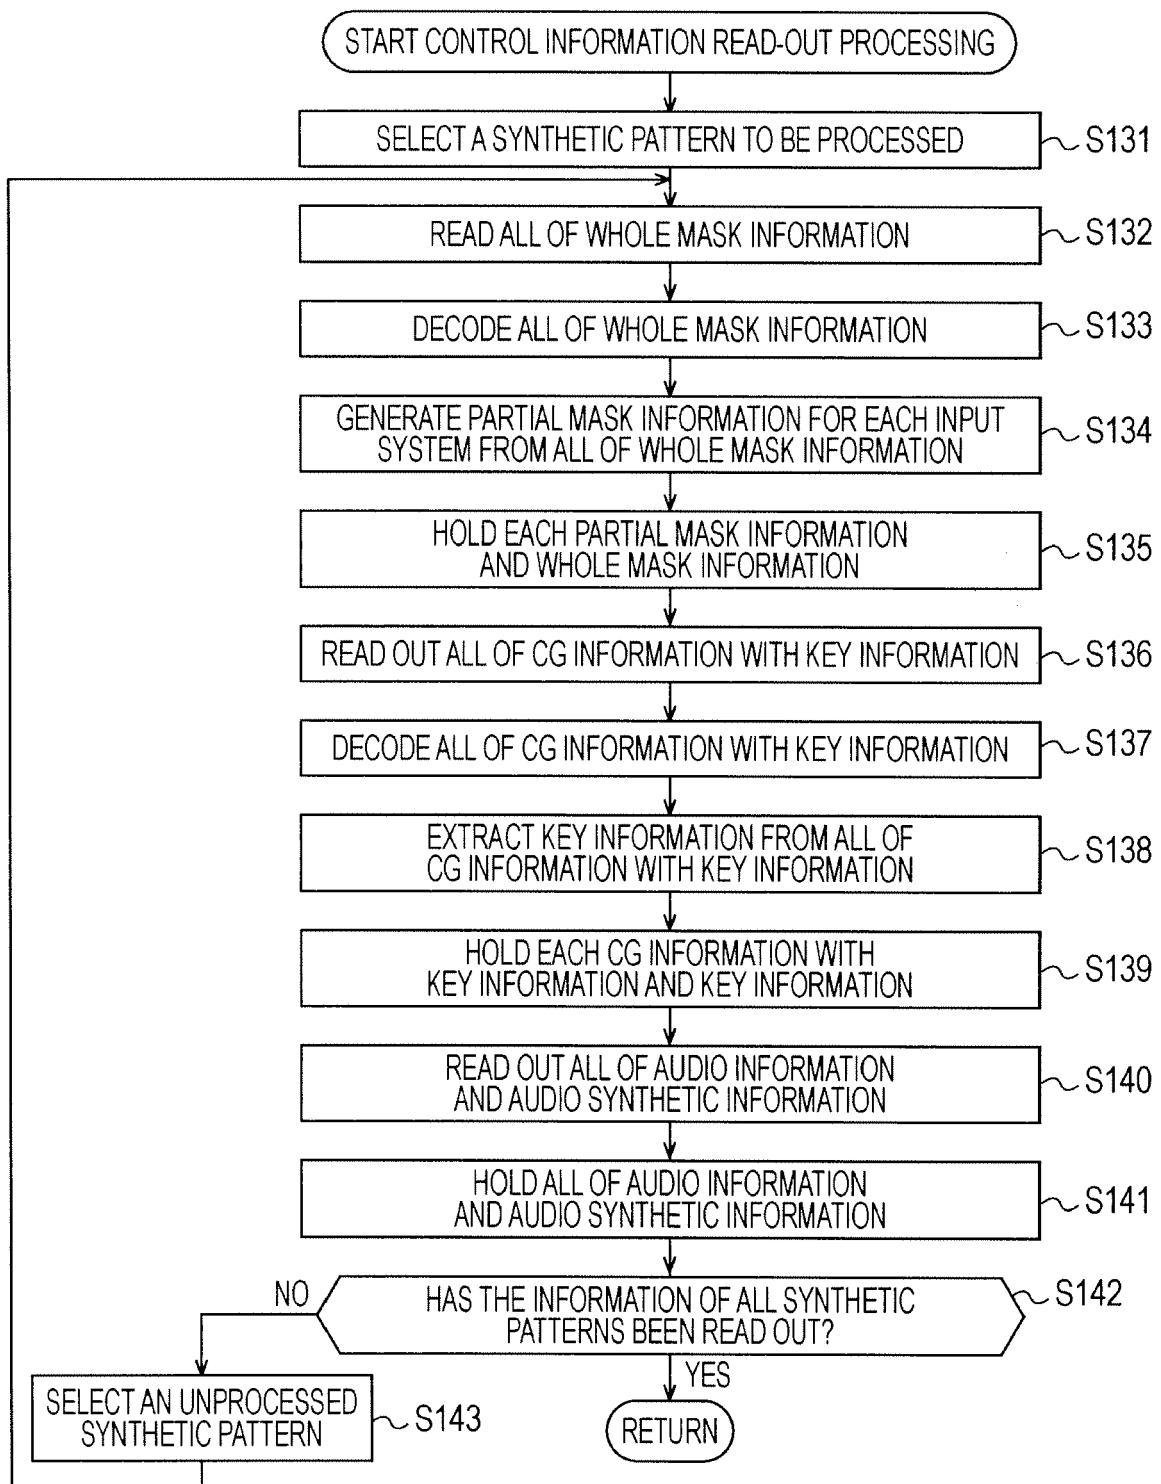 START CONTROL INFORMATION READ-OUT PROCESSING
SELECT A SYNTHETIC PATTERN TO BE PROCESSED
S131
READ ALL OF WHOLE MASK INFORMATION
S132
DECODE ALL OF WHOLE MASK INFORMATION
S133
GENERATE PARTIAL MASK INFORMATION FOR EACH INPUT
SYSTEM FROM ALL OF WHOLE MASK INFORMATION
S134
HOLD EACH PARTIAL MASK INFORMATION
AND WHOLE MASK INFORMATION
S135
READ OUT ALL OF CG INFORMATION WITH KEY INFORMATION
S136
DECODE ALL OF CG INFORMATION WITH KEY INFORMATION
S137
EXTRACT KEY INFORMATION FROM ALL OF
CG INFORMATION WITH KEY INFORMATION
S138
HOLD EACH CG INFORMATION WITH
KEY INFORMATION AND KEY INFORMATION
S139
READ OUT ALL OF AUDIO INFORMATION
AND AUDIO SYNTHETIC INFORMATION
S140
HOLD ALL OF AUDIO INFORMATION
AND AUDIO SYNTHETIC INFORMATION
S141
NO
HAS THE INFORMATION OF ALL SYNTHETIC
PATTERNS BEEN READ OUT?
S142
YES
SELECT AN UNPROCESSED
SYNTHETIC PATTERN
S143
RETURN